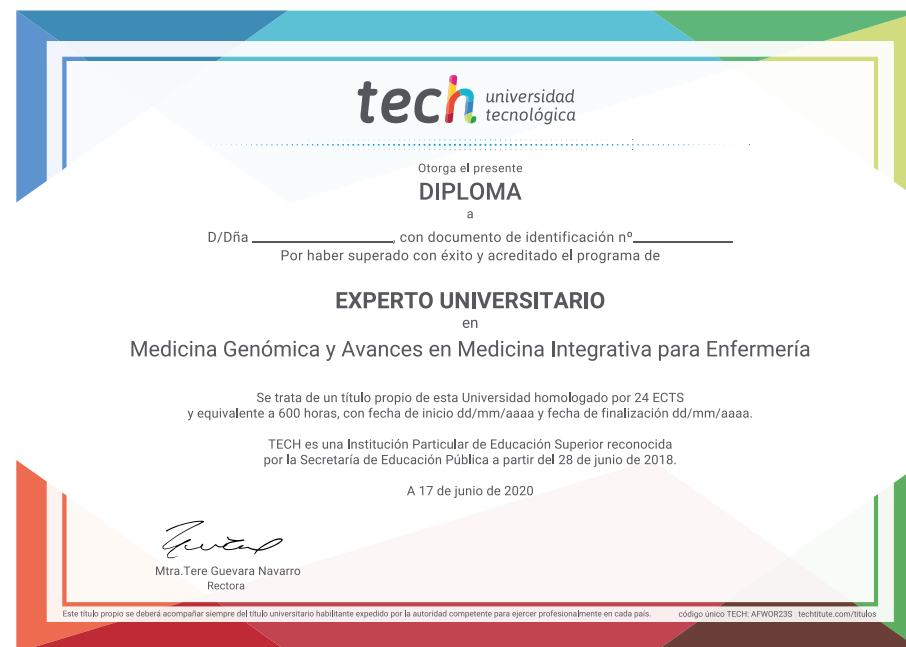 tech universidad
tecnológica
Otorga el presente
DIPLOMA
a
D/Dña ____________________, con documento de identificación nº______________
Por haber superado con éxito y acreditado el programa de
EXPERTO UNIVERSITARIO
en
Medicina Genómica y Avances en Medicina Integrativa para Enfermería
Se trata de un título propio de esta Universidad homologado por 24 ECTS
y equivalente a 600 horas, con fecha de inicio dd/mm/aaaa y fecha de finalización dd/mm/aaaa.
TECH es una Institución Particular de Educación Superior reconocida
por la Secretaría de Educación Pública a partir del 28 de junio de 2018.
A 17 de junio de 2020
Mtra.Tere Guevara Navarro
Rectora
Este título propio se deberá acompañar siempre del título universitario habilitante expedido por la autoridad competente para ejercer profesionalmente en cada país. código único TECH: AFWOR23S techtitute.com/titulos